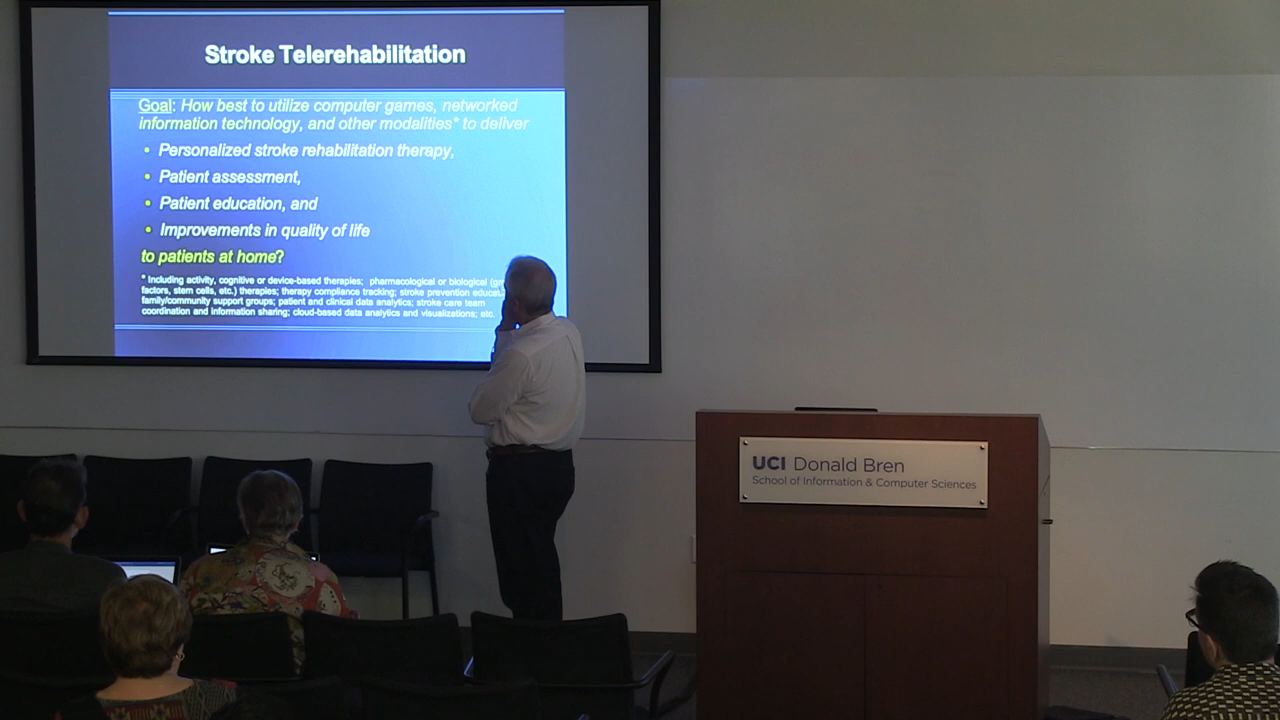 Stroke Telerehabilitation
Goal: How best to utilize computer games, networked
information technology, and other modalities* to deliver
• Personalized stroke rehabilitation therapy,
• Patient assessment,
• Patient education, and
• Improvements in quality of life
to patients at home?
* Including activity, cognitive or device-based therapies; pharmacological or biological
factors, stem cells, etc.) therapies; therapy compliance tracking; stroke prevention
family/community support groups; patient and clinical data analytics; stroke care team
coordination and information sharing; cloud-based data analytics and visualizations; etc.
UCI Donald Bren
School of Information & Computer Sciences